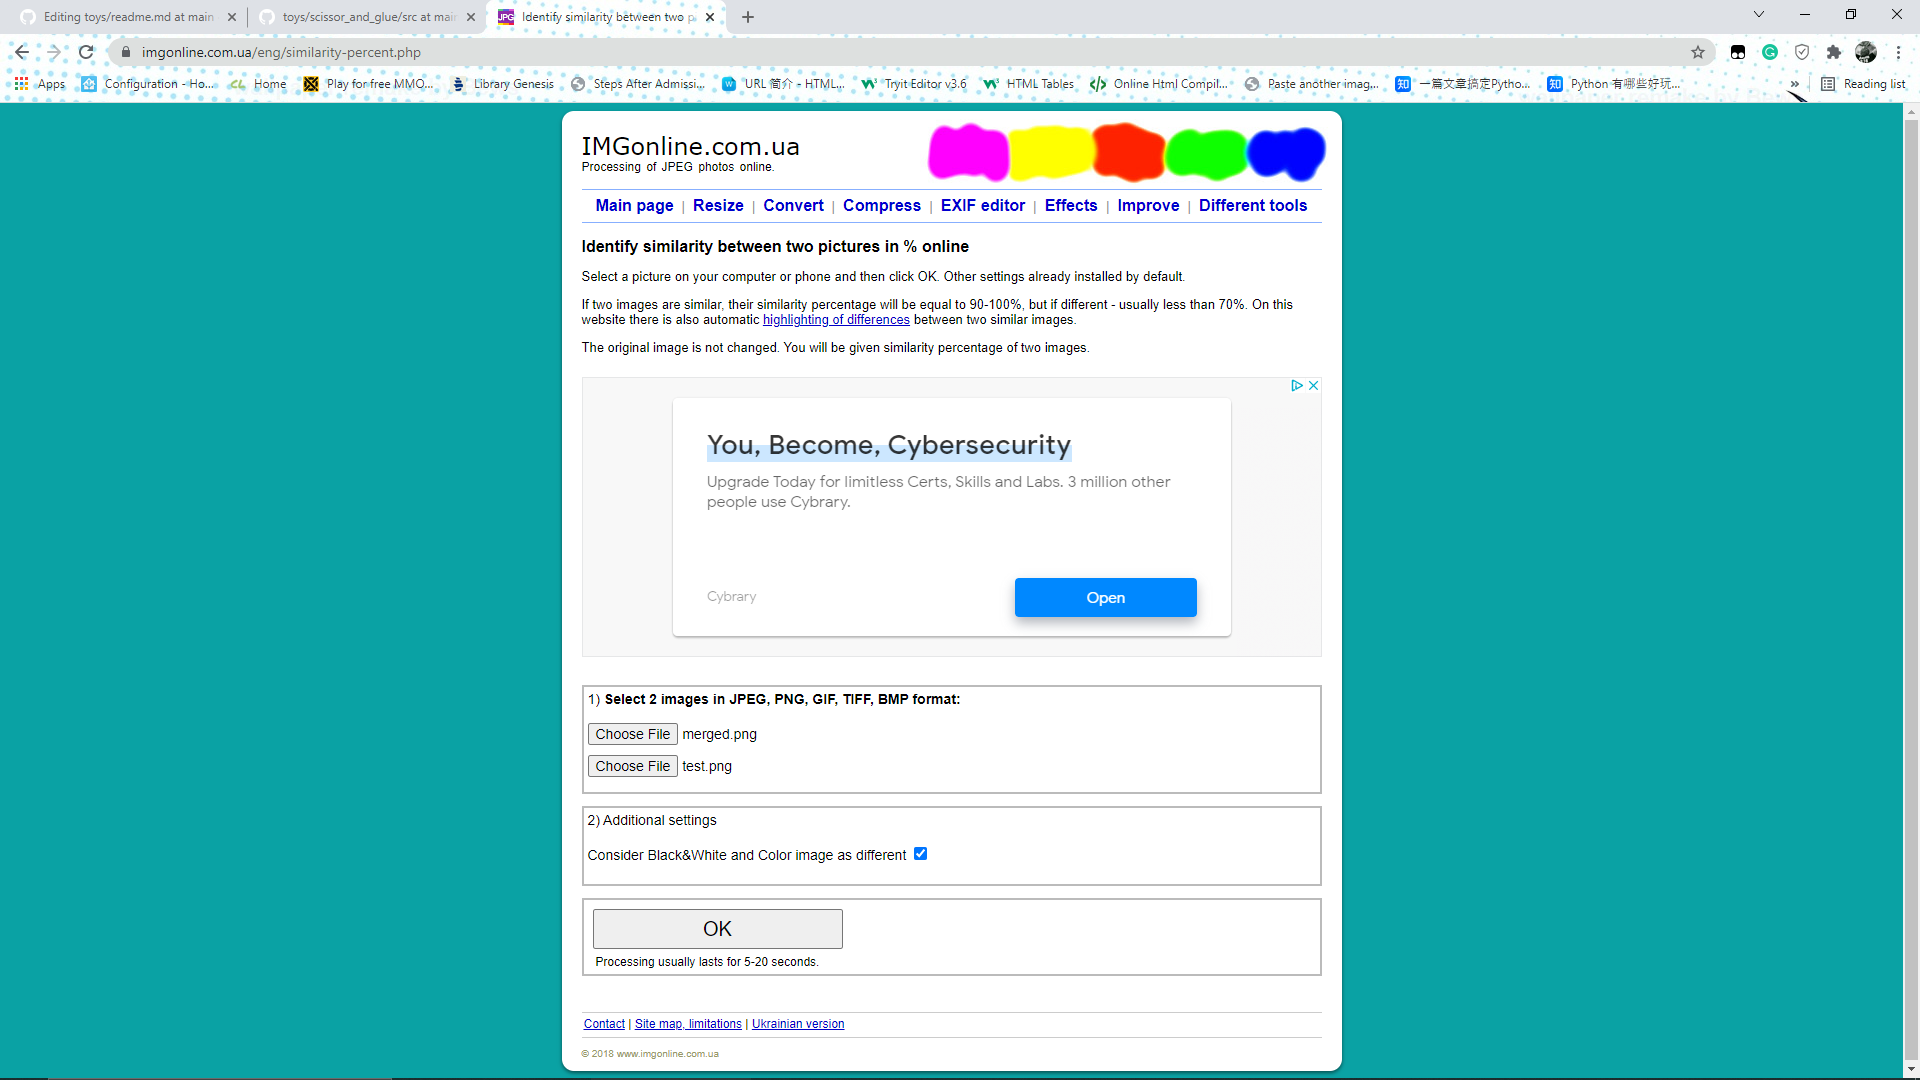 Editing toys/readme.md at main
toys/scissor_and_glue/src at main
JPG
Identify similarity between two p
imgonline.com.ua/eng/similarity-percent.php
Apps
Configuration - Ho...
CL
Home
Play for free MMO...
Library Genesis
Steps After Admissi...
W
URL 简介 - HTML...
Tryit Editor v3.6
HTML Tables
Online Html Compil...
Paste another imag...
知
一篇文章搞定Pytho...
知
Python 有哪些好玩...
»
Reading list
IMGonline.com.ua
Processing of JPEG photos online.
Main page | Resize | Convert | Compress | EXIF editor | Effects | Improve | Different tools
Identify similarity between two pictures in % online
Select a picture on your computer or phone and then click OK. Other settings already installed by default.
If two images are similar, their similarity percentage will be equal to 90-100%, but if different - usually less than 70%. On this
website there is also automatic highlighting of differences between two similar images.
The original image is not changed. You will be given similarity percentage of two images.
You, Become, Cybersecurity
Upgrade Today for limitless Certs, Skills and Labs. 3 million other
people use Cybrary.
Cybrary
Open
1) Select 2 images in JPEG, PNG, GIF, TIFF, BMP format:
Choose File merged.png
Choose File test.png
2) Additional settings
Consider Black&White and Color image as different
OK
Processing usually lasts for 5-20 seconds.
Contact | Site map, limitations | Ukrainian version
© 2018 www.imgonline.com.ua